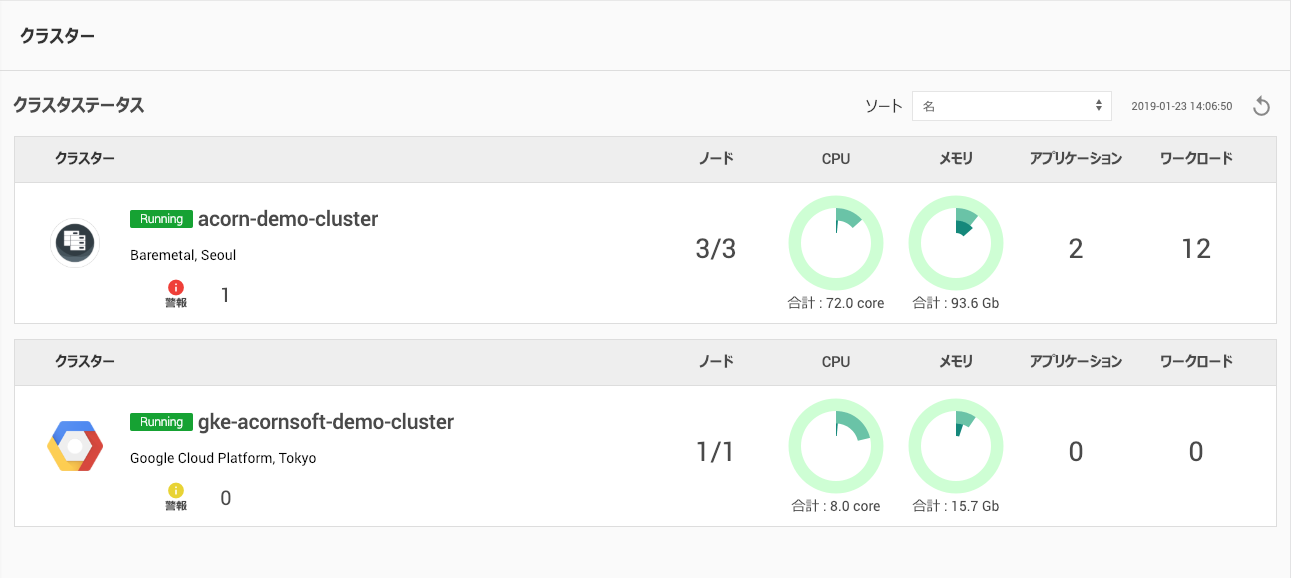 クラスター
クラスタステータス
ソート 名 2019-01-23 14:06:50
クラスター ノード CPU メモリ アプリケーション ワークロード
Running acorn-demo-cluster
Baremetal, Seoul
3/3 2 12
警報 1
合計 : 72.0 core 合計 : 93.6 Gb
クラスター ノード CPU メモリ アプリケーション ワークロード
Running gke-acornsoft-demo-cluster
Google Cloud Platform, Tokyo
1/1 0 0
警報 0
合計 : 8.0 core 合計 : 15.7 Gb